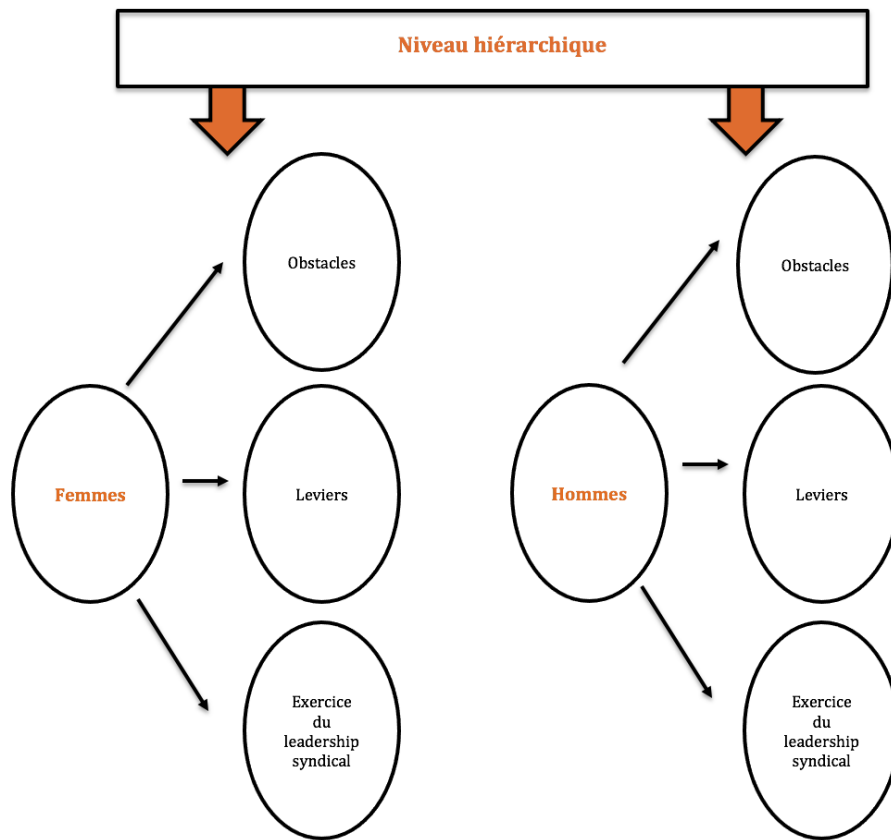 Niveau hiérarchique
Obstacles
Femmes
Leviers
Exercice
du
leadership
syndical
Obstacles
Hommes
Leviers
Exercice
du
leadership
syndical